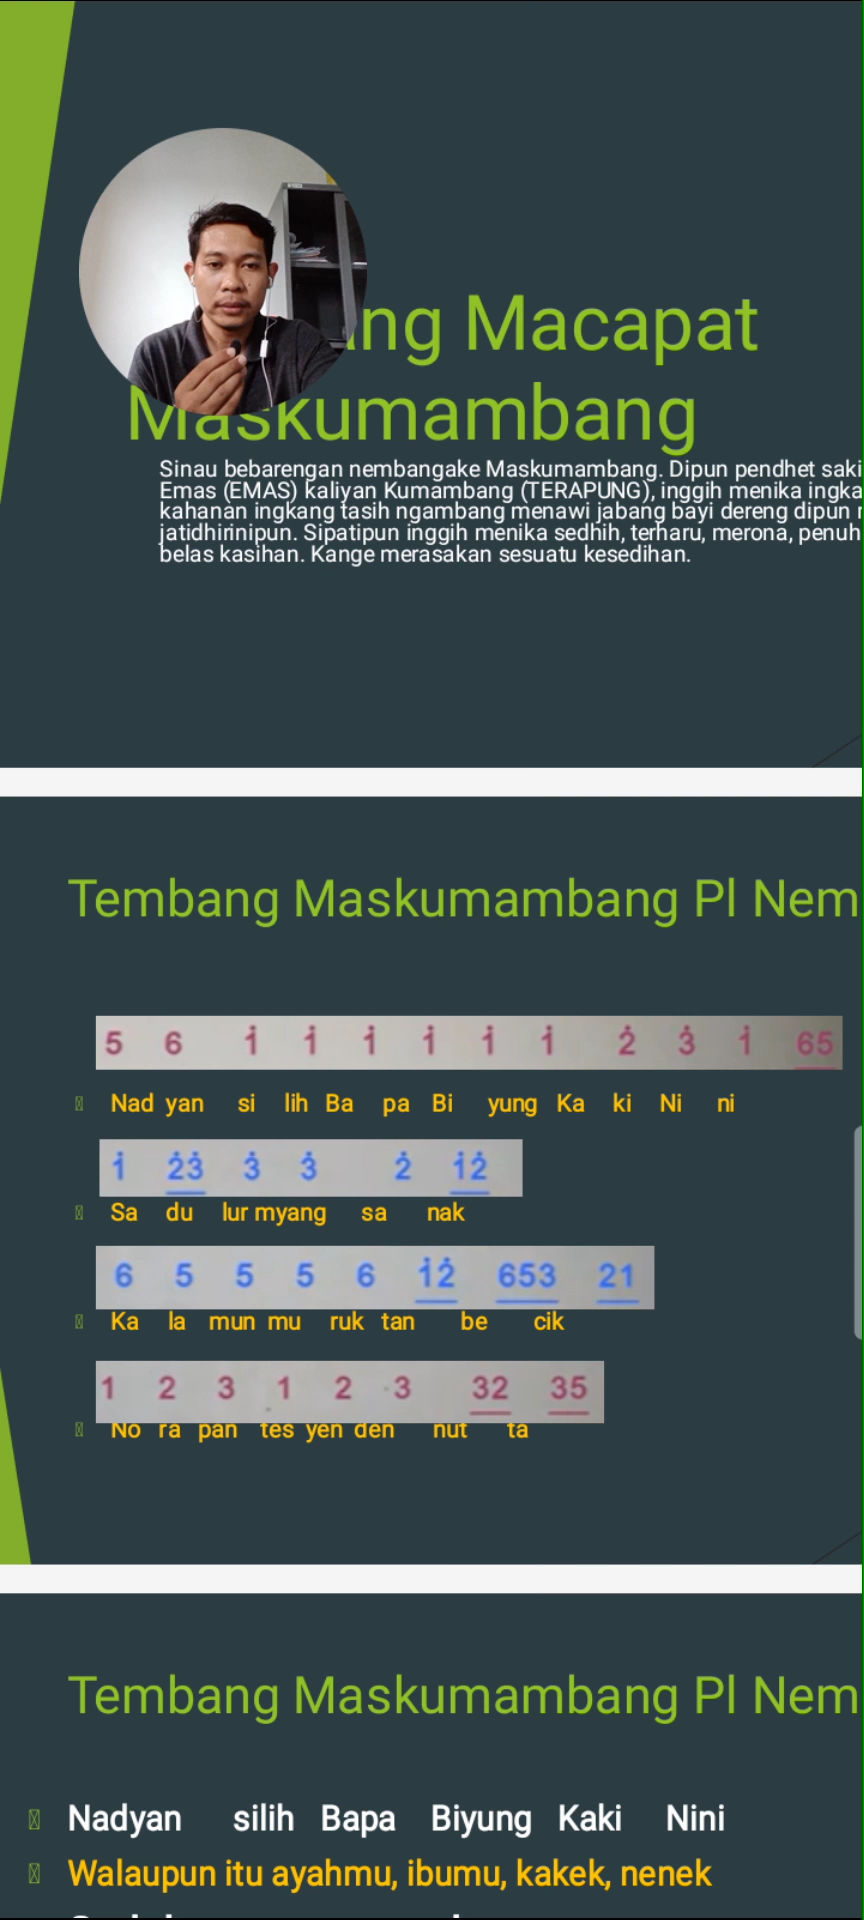 ng Macapat
Maskumambang
Sinau bebarengan nembangake Maskumambang. Dipun pendhet saki
Emas (EMAS) kaliyan Kumambang (TERAPUNG), inggih menika ingka
kahanan ingkang tasih ngambang menawi jabang bayi dereng dipun
jatidhirinipun. Sipatipun inggih menika sedhih, terharu, merona, penuh
belas kasihan. Kange merasakan sesuatu kesedihan.
Tembang Maskumambang Pl Nem
5 6 1̇ 1̇ 1̇ 1̇ 1̇ 1̇ 2̇ 3̇ 1̇ 65
Nad yan si lih Ba pa Bi yung Ka ki Ni ni
1̇ 2̇3̇ 3̇ 3̇ 2̇ 1̇2̇
Sa du lur myang sa nak
6 5 5 5 6 1̇2̇ 653 21
Ka la mun mu ruk tan be cik
1 2 3 1 2 3 32 35
No ra pan tes yen den nut ta
Tembang Maskumambang Pl Nem
Nadyan silih Bapa Biyung Kaki Nini
Walaupun itu ayahmu, ibumu, kakek, nenek